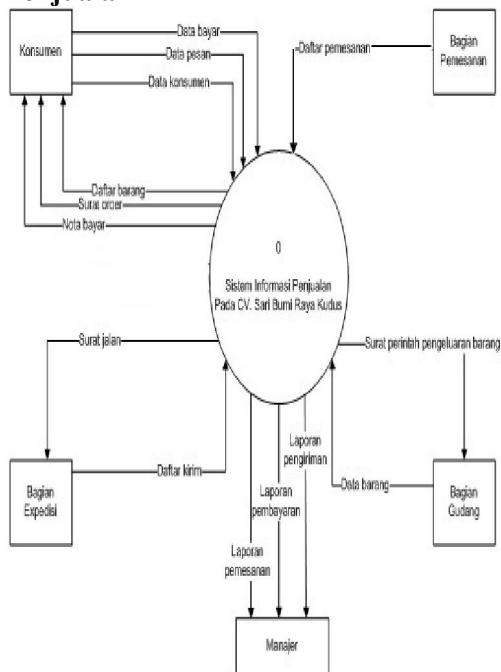 Konsumen
Data bayar
Data pesan
Data konsumen
Daftar pemesanan
Bagian
Pemesanan
Daftar barang
Surat order
Nota bayar
0
Sistem Informasi Penjualan
Pada CV. Sari Bumi Raya Kudus
Surat jalan
Surat perintah pengeluaran barang
Bagian
Expedisi
Daftar kirim
Laporan
pengiriman
Laporan
pembayaran
Laporan
pemesanan
Data barang
Bagian
Gudang
Manajer